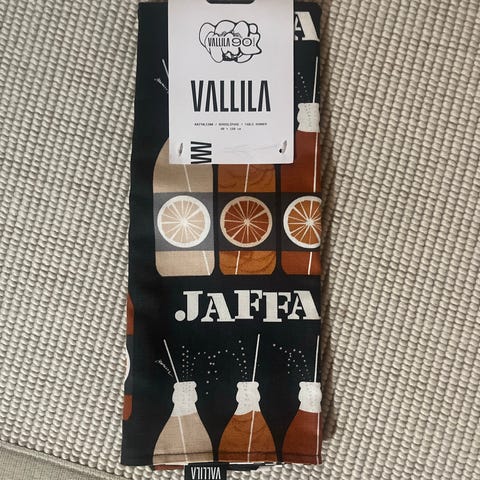 VALLILA 90
VALLILA
KAITALIINA / BORDSLÖPARE / TABLE RUNNER
A
JAFFA
VALLILA